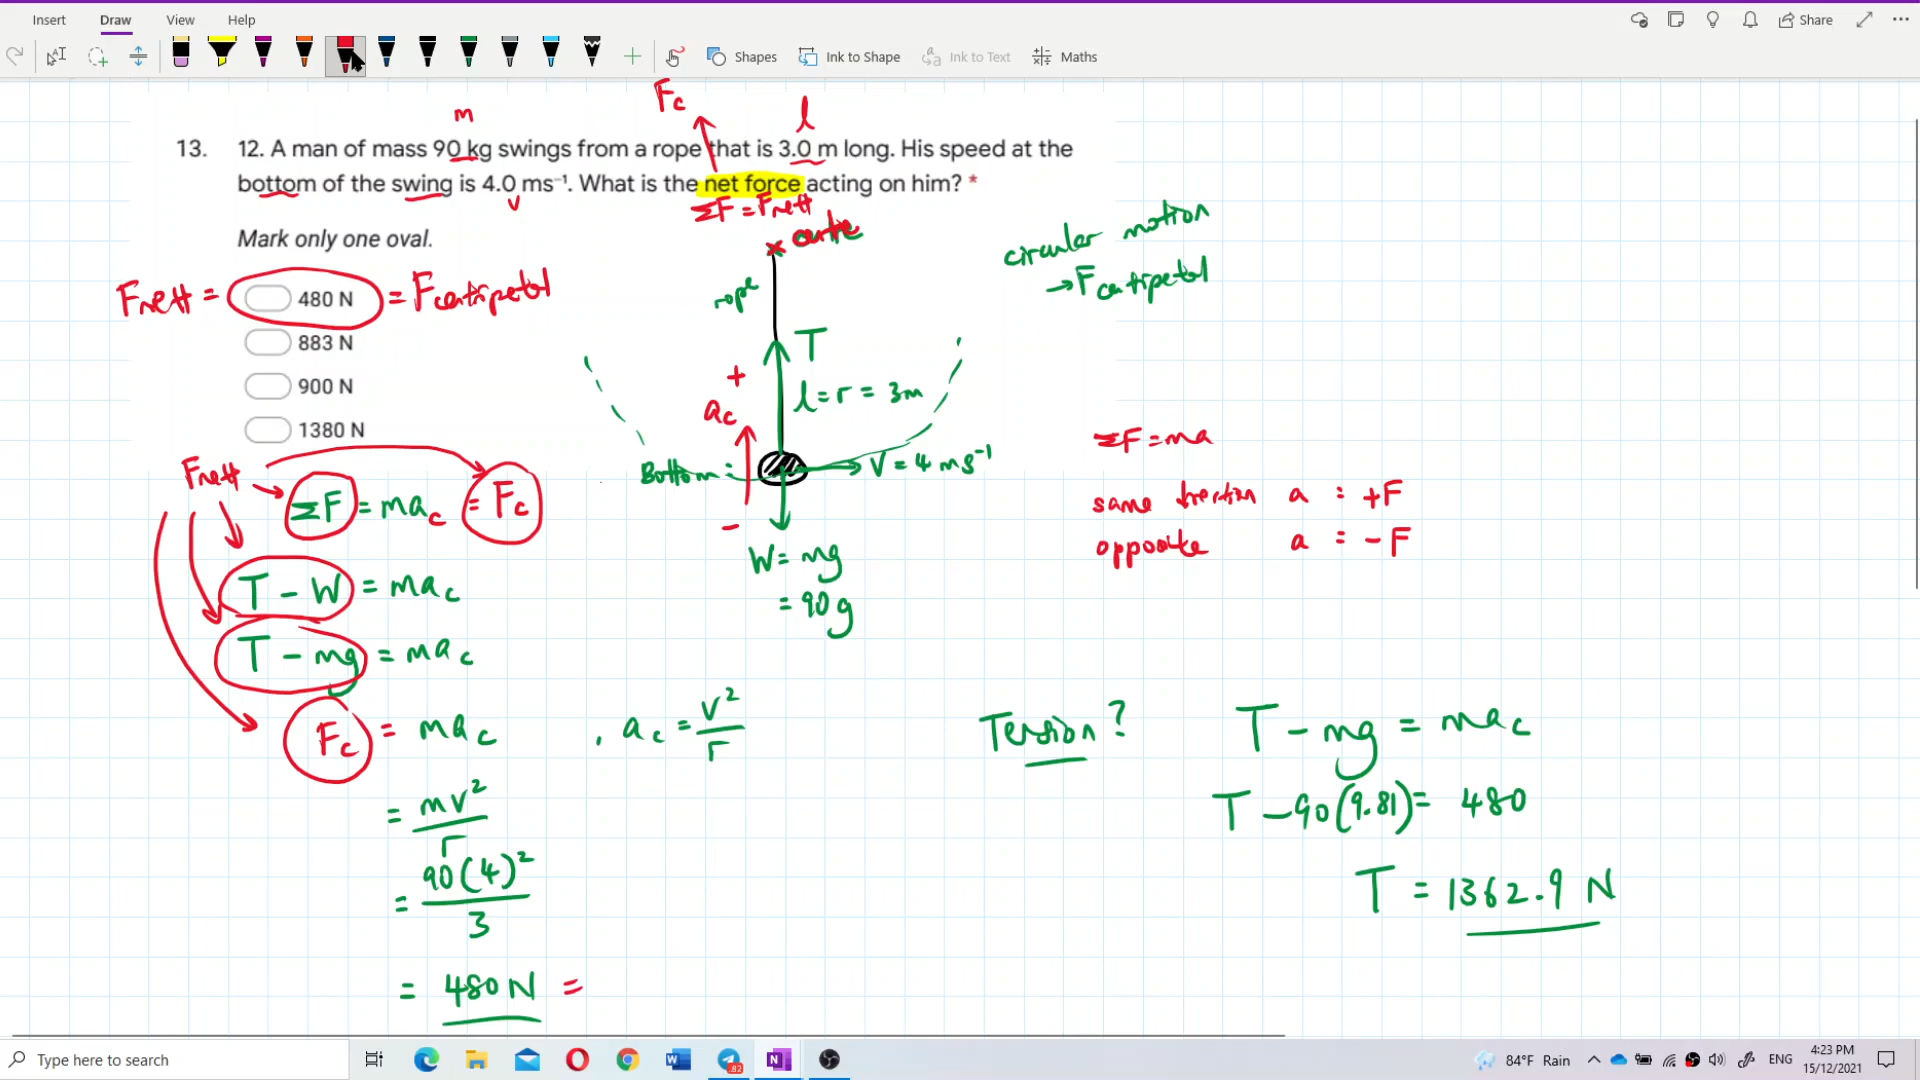 Insert Draw View Help
Share
Shapes Ink to Shape Ink to Text Maths
m
Fc
l
13. 12. A man of mass 90 kg swings from a rope that is 3.0 m long. His speed at the
bottom of the swing is 4.0 ms⁻¹. What is the net force acting on him? *
v
ΣF = Fnett
Mark only one oval.
centre
circular motion
→ F centripetal
Fnett = 480 N = Fcentripetal
883 N
900 N
1380 N
rope
T
+
l = r = 3m
ac
Bottom :
v = 4 ms⁻¹
-
W = mg
= 90g
ΣF = ma
same direction a : +F
opposite a : -F
Fnett
ΣF = mac = Fc
T - W = mac
T - mg = mac
Fc = mac , ac = v²/r
= mv²/r
= 90(4)²/3
= 480 N =
Tension? T - mg = mac
T - 90(9.81) = 480
T = 1362.9 N
Type here to search
82
84°F Rain
ENG
4:23 PM
15/12/2021